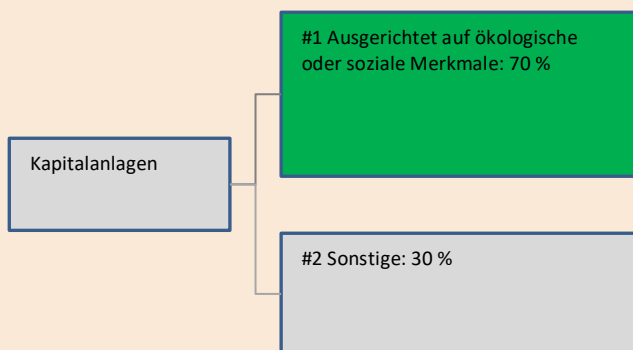 #1 Ausgerichtet auf ökologische
oder soziale Merkmale: 70 %
Kapitalanlagen
#2 Sonstige: 30 %